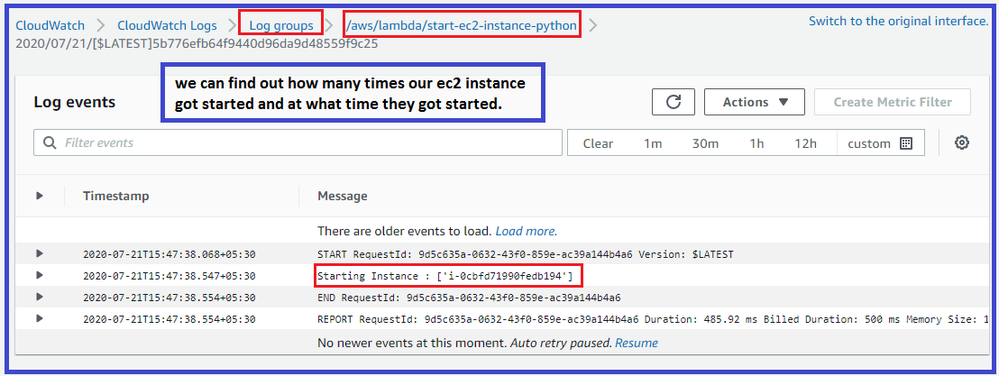 CloudWatch > CloudWatch Logs > Log groups > /aws/lambda/start-ec2-instance-python >
Switch to the original interface.
2020/07/21/[$LATEST]5b776efb64f9440d96da9d48559f9c25
we can find out how many times our ec2 instance
got started and at what time they got started.
Log events
Actions
Create Metric Filter
Filter events
Clear 1m 30m 1h 12h custom
Timestamp Message
There are older events to load. Load more.
2020-07-21T15:47:38.068+05:30 START RequestId: 9d5c635a-0632-43f0-859e-ac39a144b4a6 Version: $LATEST
2020-07-21T15:47:38.547+05:30 Starting Instance : ['i-0cbfd71990fedb194']
2020-07-21T15:47:38.554+05:30 END RequestId: 9d5c635a-0632-43f0-859e-ac39a144b4a6
2020-07-21T15:47:38.554+05:30 REPORT RequestId: 9d5c635a-0632-43f0-859e-ac39a144b4a6 Duration: 485.92 ms Billed Duration: 500 ms Memory Size: 1
No newer events at this moment. Auto retry paused. Resume